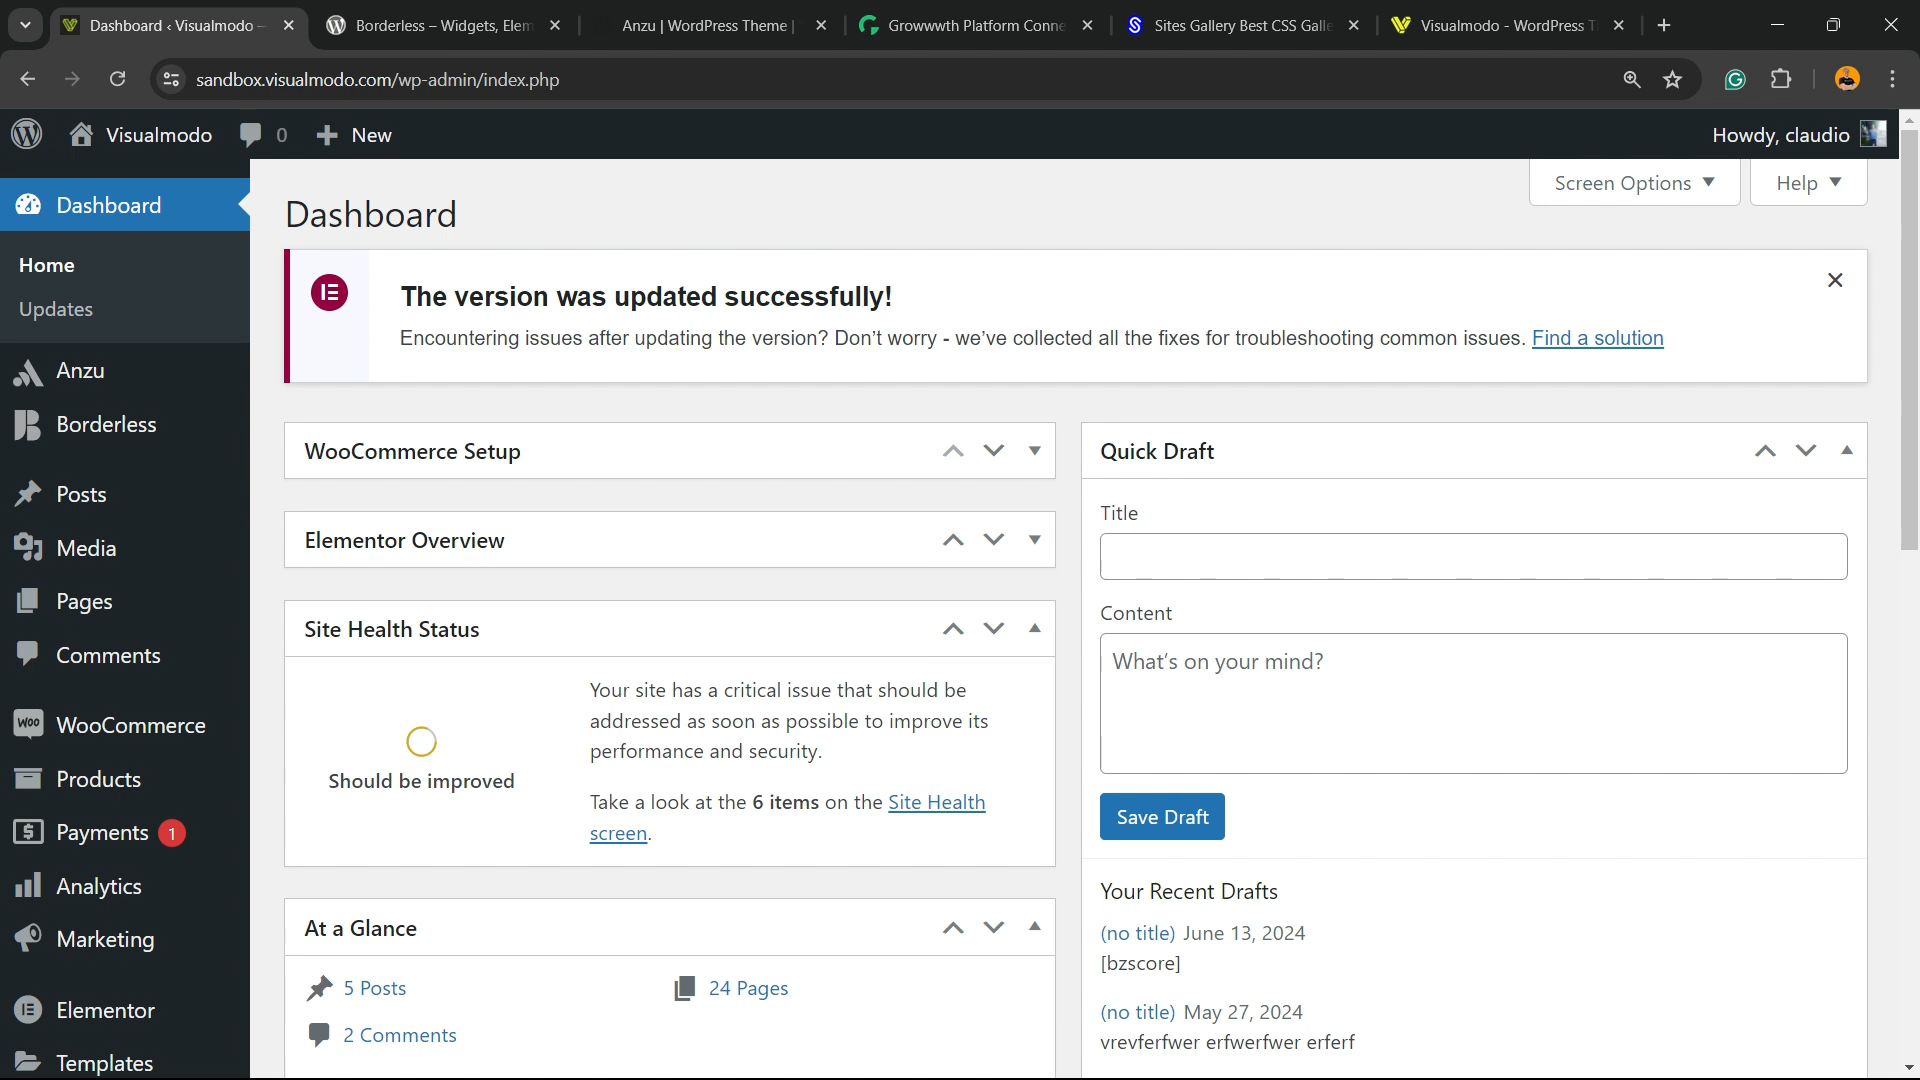 Dashboard ‹ Visualmodo –
Borderless – Widgets, Elem
Anzu | WordPress Theme |
Growwwth Platform Conne
Sites Gallery Best CSS Galle
Visualmodo - WordPress T
sandbox.visualmodo.com/wp-admin/index.php
Visualmodo
0
New
Howdy, claudio
Screen Options
Help
Dashboard
Home
Updates
Anzu
Borderless
Posts
Media
Pages
Comments
WooCommerce
Products
Payments 1
Analytics
Marketing
Elementor
Templates
Dashboard
The version was updated successfully!
Encountering issues after updating the version? Don't worry - we've collected all the fixes for troubleshooting common issues. Find a solution
WooCommerce Setup
Elementor Overview
Site Health Status
Should be improved
Your site has a critical issue that should be
addressed as soon as possible to improve its
performance and security.
Take a look at the 6 items on the Site Health
screen.
At a Glance
5 Posts
24 Pages
2 Comments
Quick Draft
Title
Content
What's on your mind?
Save Draft
Your Recent Drafts
(no title) June 13, 2024
[bzscore]
(no title) May 27, 2024
vrevferfwer erfwerfwer erferf